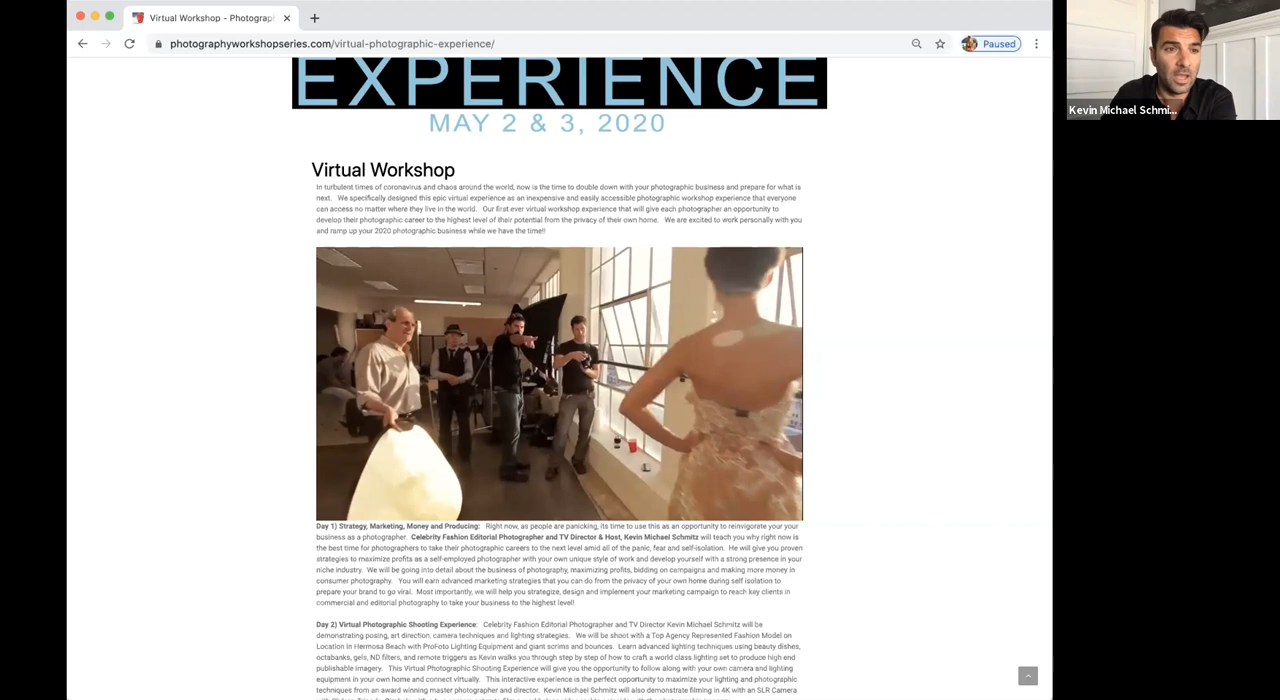 Virtual Workshop - Photograph
photographyworkshopseries.com/virtual-photographic-experience/
Paused
Kevin Michael Schmi...
EXPERIENCE
MAY 2 & 3, 2020
Virtual Workshop
In turbulent times of coronavirus and chaos around the world, now is the time to double down with your photographic business and prepare for what is
next. We specifically designed this epic virtual experience as an inexpensive and easily accessible photographic workshop experience that everyone
can access no matter where they live in the world. Our first ever virtual workshop experience that will give each photographer an opportunity to
develop their photographic career to the highest level of their potential from the privacy of their own home. We are excited to work personally with you
and ramp up your 2020 photographic business while we have the time!!
Day 1) Strategy, Marketing, Money and Producing: Right now, as people are panicking, its time to use this as an opportunity to reinvigorate your your
business as a photographer. Celebrity Fashion Editorial Photographer and TV Director & Host, Kevin Michael Schmitz will teach you why right now is
the best time for photographers to take their photographic careers to the next level amid all of the panic, fear and self-isolation. He will give you proven
strategies to maximize profits as a self-employed photographer with your own unique style of work and develop yourself with a strong presence in your
niche industry. We will be going into detail about the business of photography, maximizing profits, bidding on campaigns and making more money in
consumer photography. You will earn advanced marketing strategies that you can do from the privacy of your own home during self isolation to
prepare your brand to go viral. Most importantly, we will help you strategize, design and implement your marketing campaign to reach key clients in
commercial and editorial photography to take your business to the highest level!
Day 2) Virtual Photographic Shooting Experience: Celebrity Fashion Editorial Photographer and TV Director Kevin Michael Schmitz will be
demonstrating posing, art direction, camera techniques and lighting strategies. We will be shoot with a Top Agency Represented Fashion Model on
Location in Hermosa Beach with ProFoto Lighting Equipment and giant scrims and bounces. Learn advanced lighting techniques using beauty dishes,
octabanks, gels, ND filters, and remote triggers as Kevin walks you through step by step of how to craft a world class lighting set to produce high end
publishable imagery. This Virtual Photographic Shooting Experience will give you the opportunity to follow along with your own camera and lighting
equipment in your own home and connect virtually. This interactive experience is the perfect opportunity to maximize your lighting and photographic
techniques from an award winning master photographer and director. Kevin Michael Schmitz will also demonstrate filming in 4K with an SLR Camera